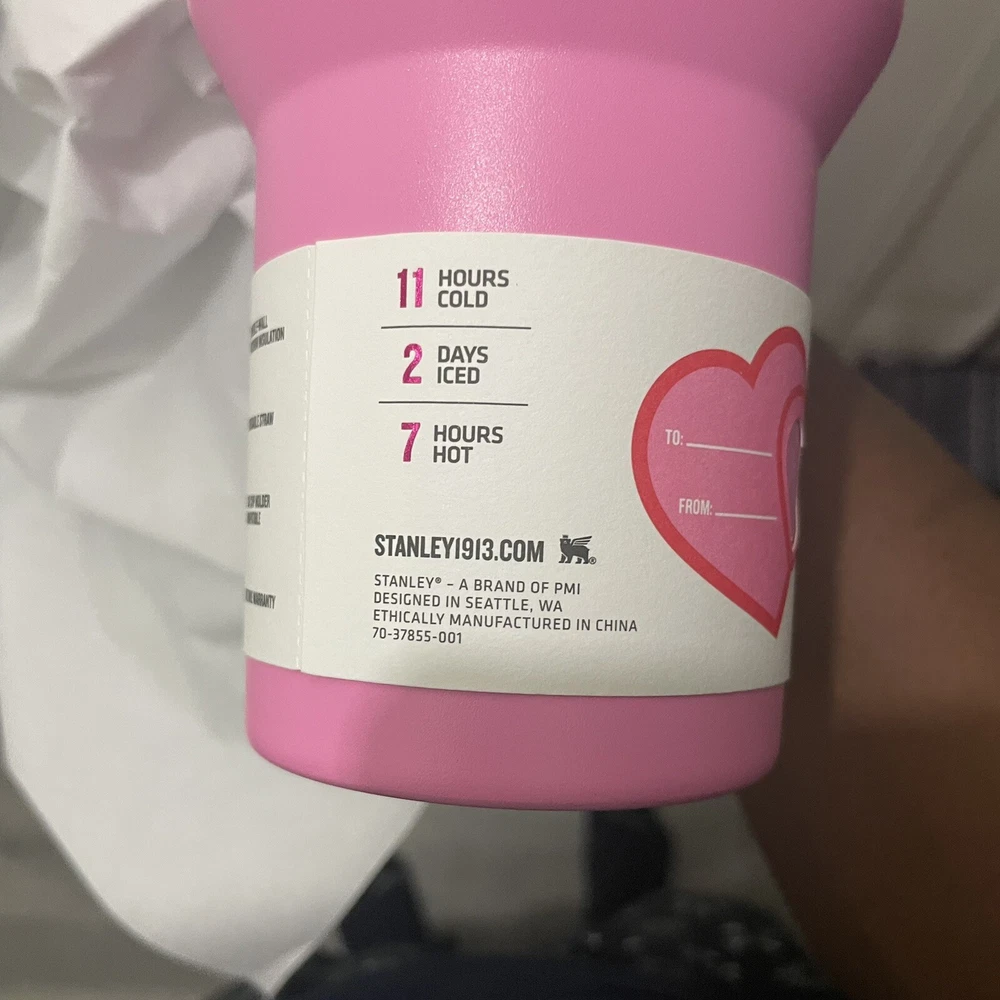 11 HOURS
COLD
2 DAYS
ICED
7 HOURS
HOT
STANLEY1913.COM
STANLEY® – A BRAND OF PMI
DESIGNED IN SEATTLE, WA
ETHICALLY MANUFACTURED IN CHINA
70-37855-001
TO:
FROM:
WARRANTY